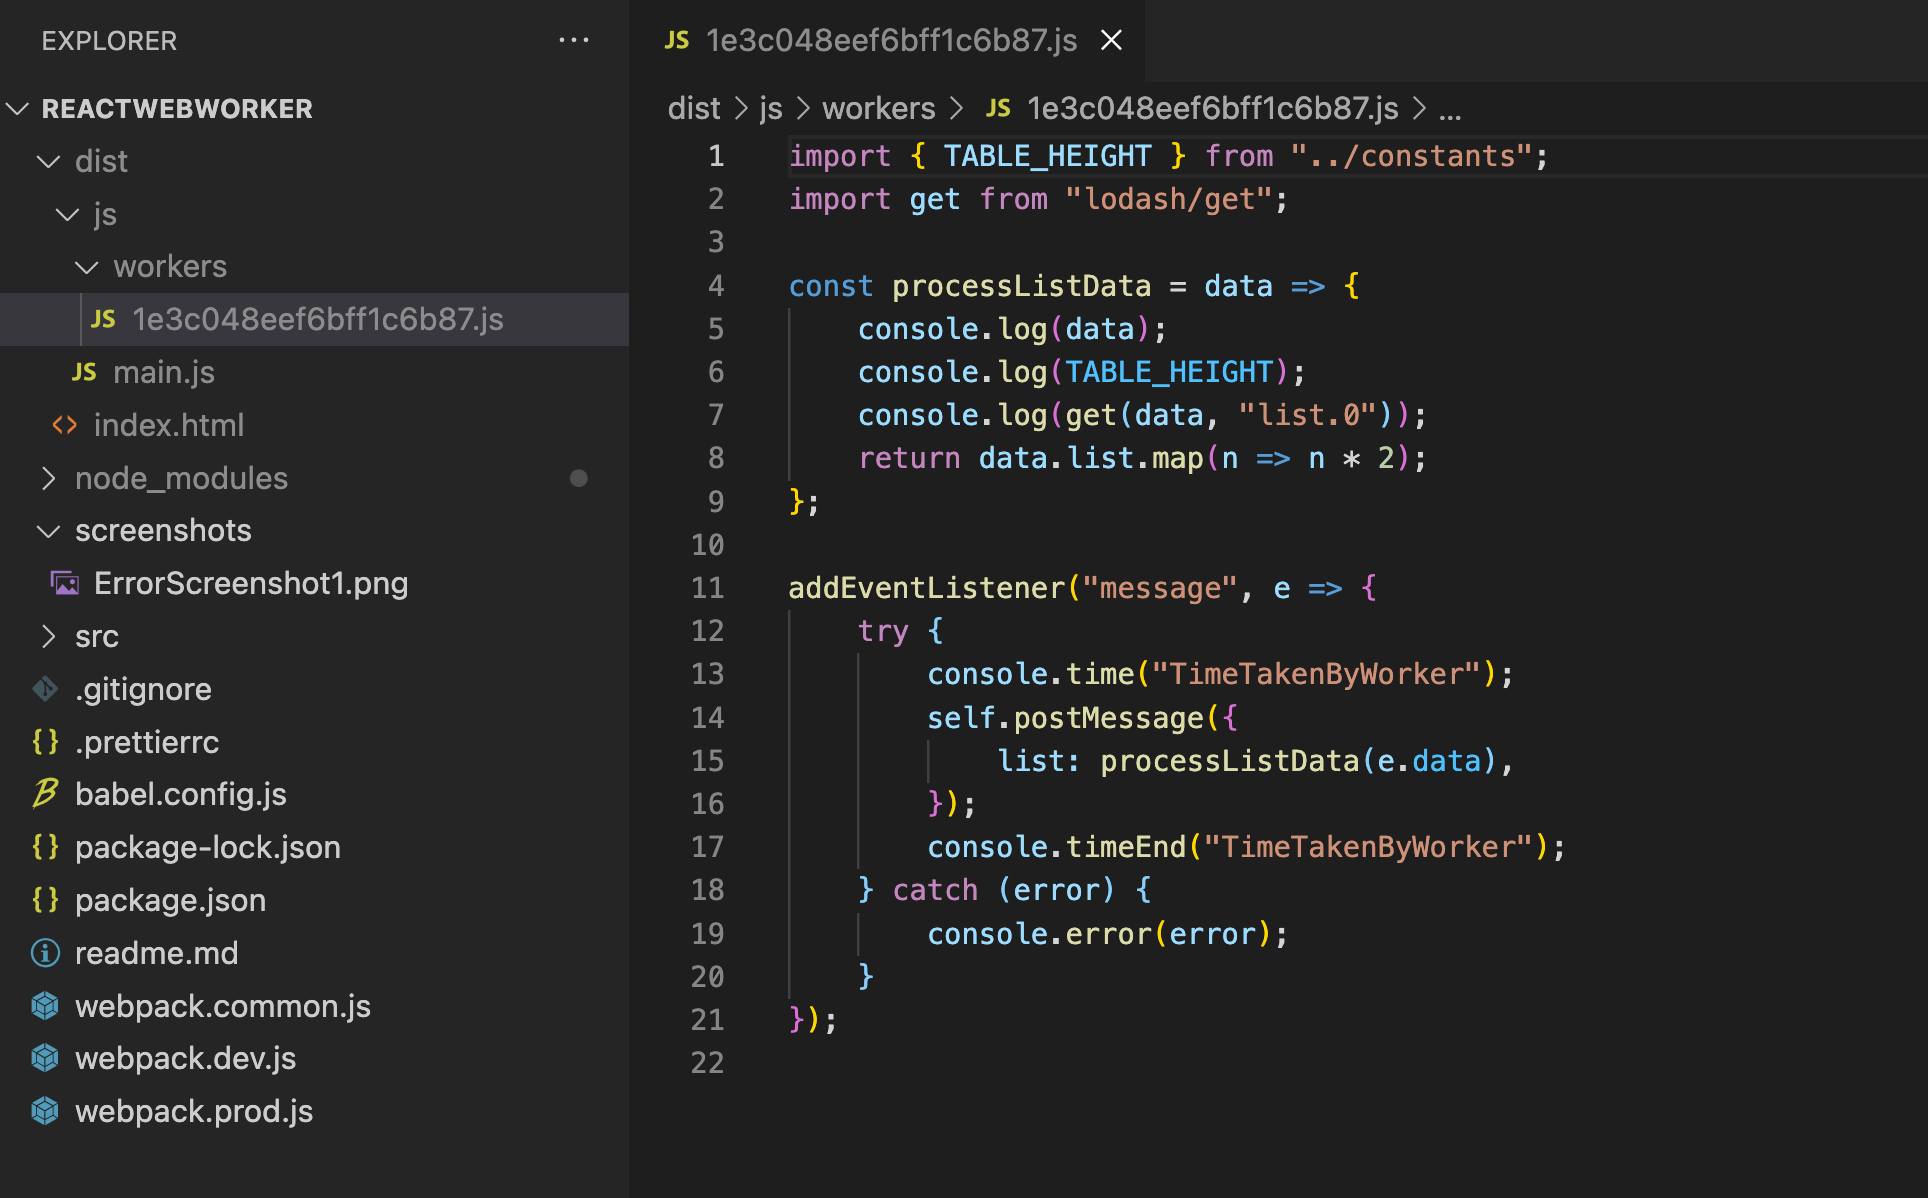 EXPLORER ...
REACTWEBWORKER
dist
js
workers
JS 1e3c048eef6bff1c6b87.js
JS main.js
<> index.html
node_modules
screenshots
ErrorScreenshot1.png
src
.gitignore
{} .prettierrc
babel.config.js
{} package-lock.json
{} package.json
readme.md
webpack.common.js
webpack.dev.js
webpack.prod.js
JS 1e3c048eef6bff1c6b87.js
dist > js > workers > JS 1e3c048eef6bff1c6b87.js > ...
1 import { TABLE_HEIGHT } from "../constants";
2 import get from "lodash/get";
3
4 const processListData = data => {
5     console.log(data);
6     console.log(TABLE_HEIGHT);
7     console.log(get(data, "list.0"));
8     return data.list.map(n => n * 2);
9 };
10
11 addEventListener("message", e => {
12     try {
13         console.time("TimeTakenByWorker");
14         self.postMessage({
15             list: processListData(e.data),
16         });
17         console.timeEnd("TimeTakenByWorker");
18     } catch (error) {
19         console.error(error);
20     }
21 });
22